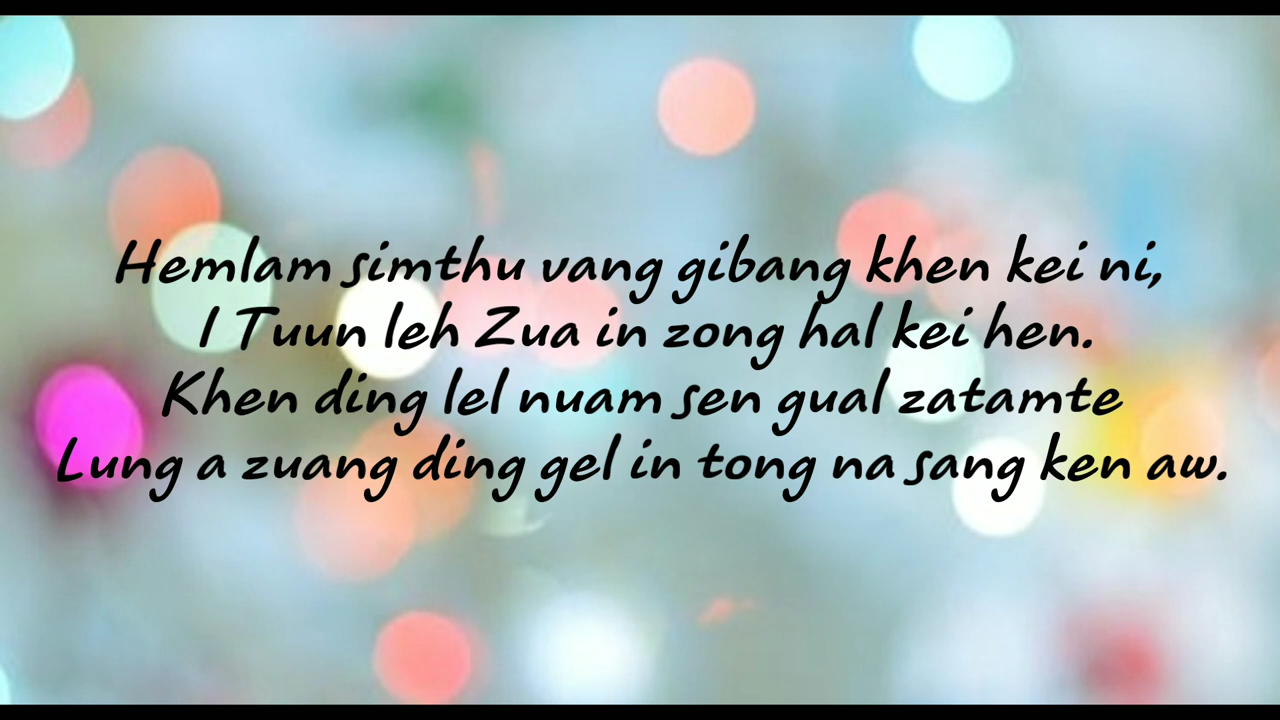 Hemlam simthu vang gibang khen kei ni,
I Tuun leh Zua in zong hal kei hen.
Khen ding lel nuam sen gual zatamte
Lung a zuang ding gel in tong na sang ken aw.